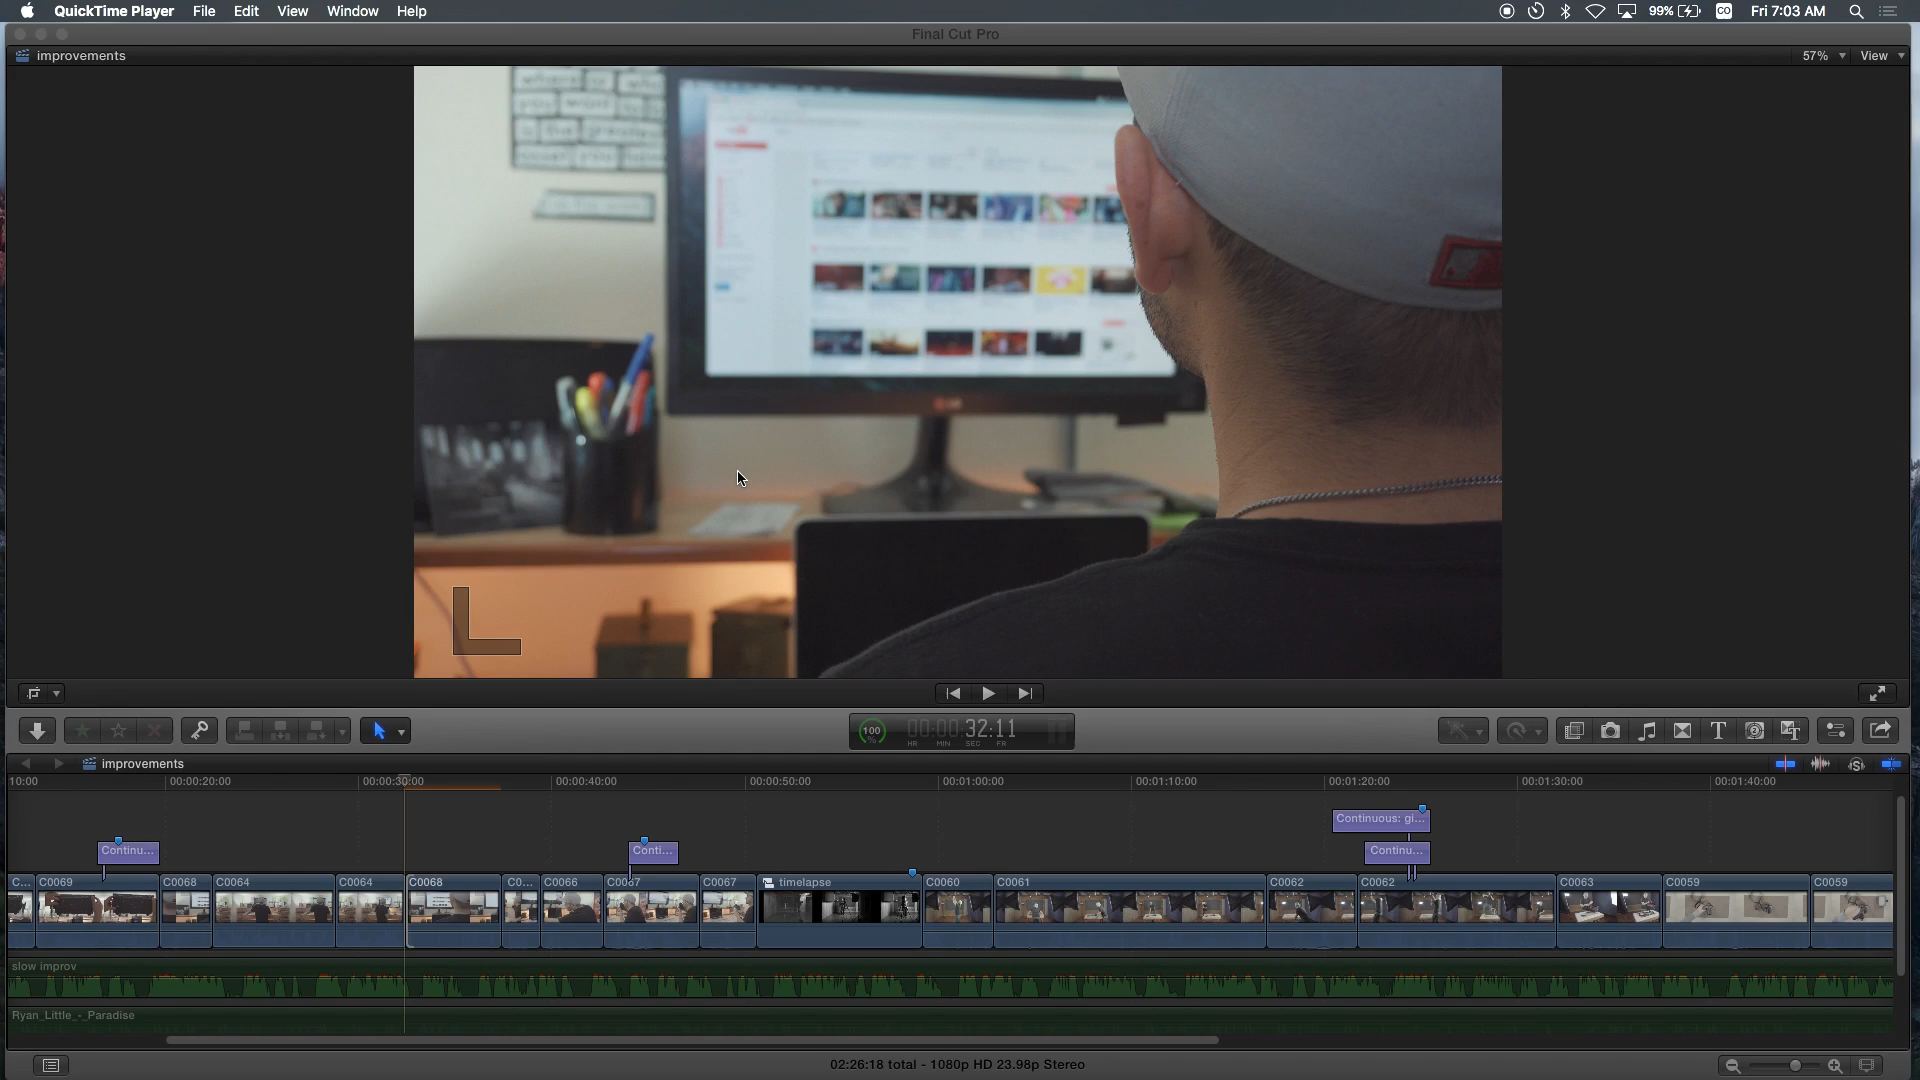 QuickTime Player File Edit View Window Help
99% Fri 7:03 AM
Final Cut Pro
improvements
57% View
100 % 00:00:32:11
HR MIN SEC FR
improvements
10:00 00:00:20:00 00:00:30:00 00:00:40:00 00:00:50:00 00:01:00:00 00:01:10:00 00:01:20:00 00:01:30:00 00:01:40:00
Continuous: gi...
Continu... Conti... Continu...
C... C0069 C0068 C0064 C0064 C0068 C0... C0066 C0067 C0067 timelapse C0060 C0061 C0062 C0062 C0063 C0059 C0059
slow improv
Ryan_Little_-_Paradise
02:26:18 total - 1080p HD 23.98p Stereo